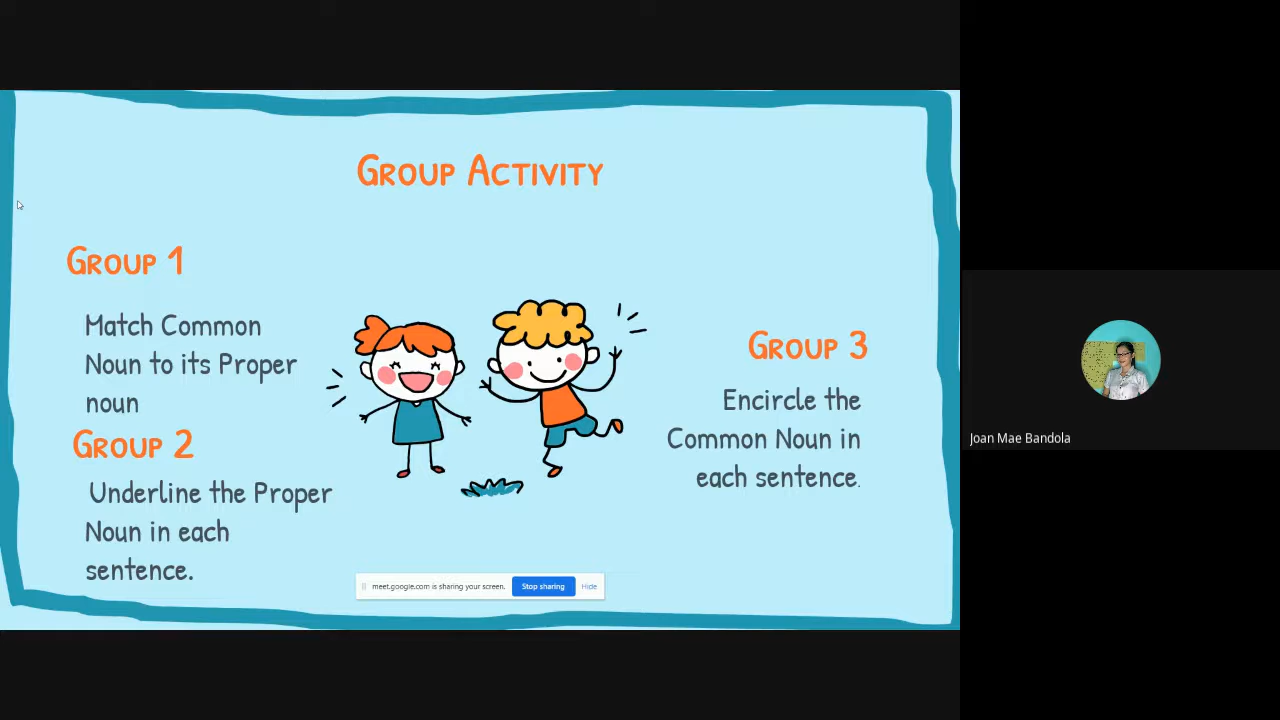 Group Activity
Group 1
Match Common
Noun to its Proper
noun
Group 2
Underline the Proper
Noun in each
sentence.
Group 3
Encircle the
Common Noun in
each sentence.
meet.google.com is sharing your screen. Stop sharing Hide
Joan Mae Bandola